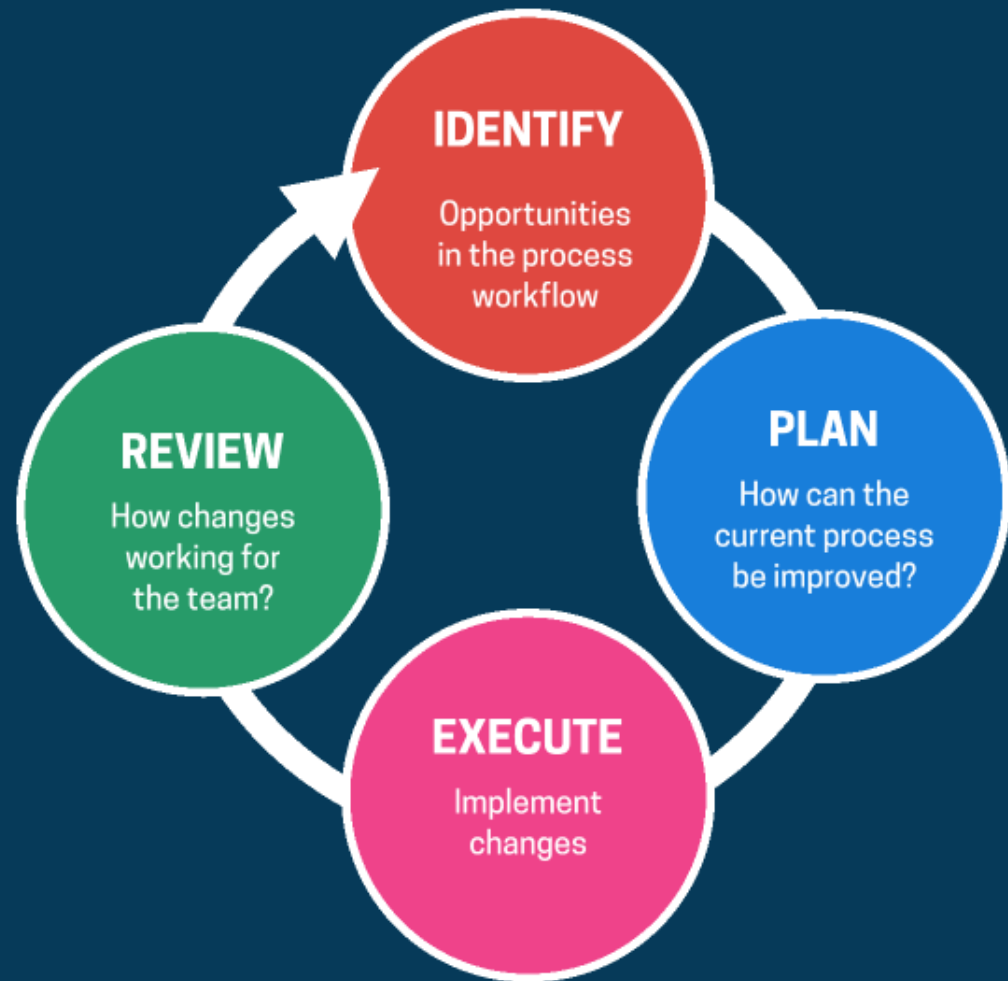 IDENTIFY
Opportunities
in the process
workflow
PLAN
How can the
current process
be improved?
EXECUTE
Implement
changes
REVIEW
How changes
working for
the team?